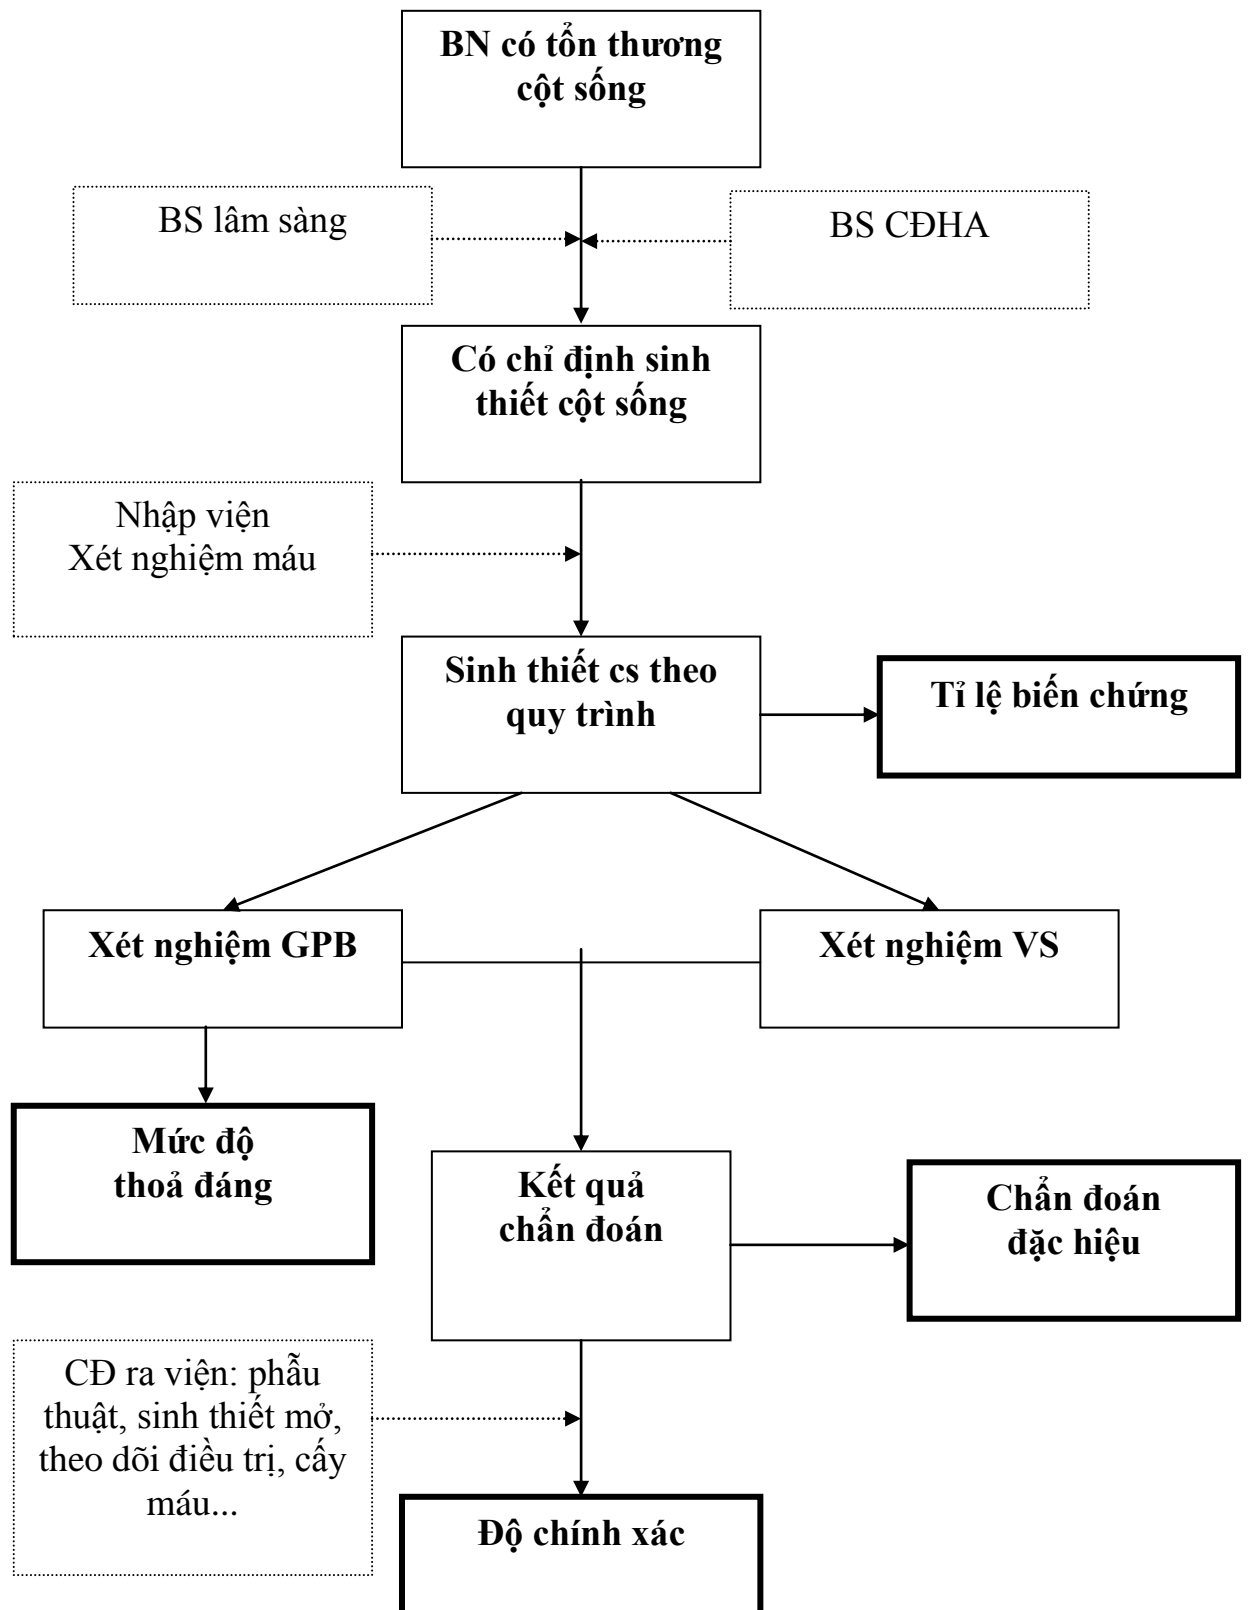 BN có tổn thương
cột sống
BS lâm sàng
BS CĐHA
Có chỉ định sinh
thiết cột sống
Nhập viện
Xét nghiệm máu
Sinh thiết cs theo
quy trình
Tỉ lệ biến chứng
Xét nghiệm GPB
Xét nghiệm VS
Mức độ
thoả đáng
Kết quả
chẩn đoán
Chẩn đoán
đặc hiệu
CĐ ra viện: phẫu
thuật, sinh thiết mở,
theo dõi điều trị, cấy
máu...
Độ chính xác